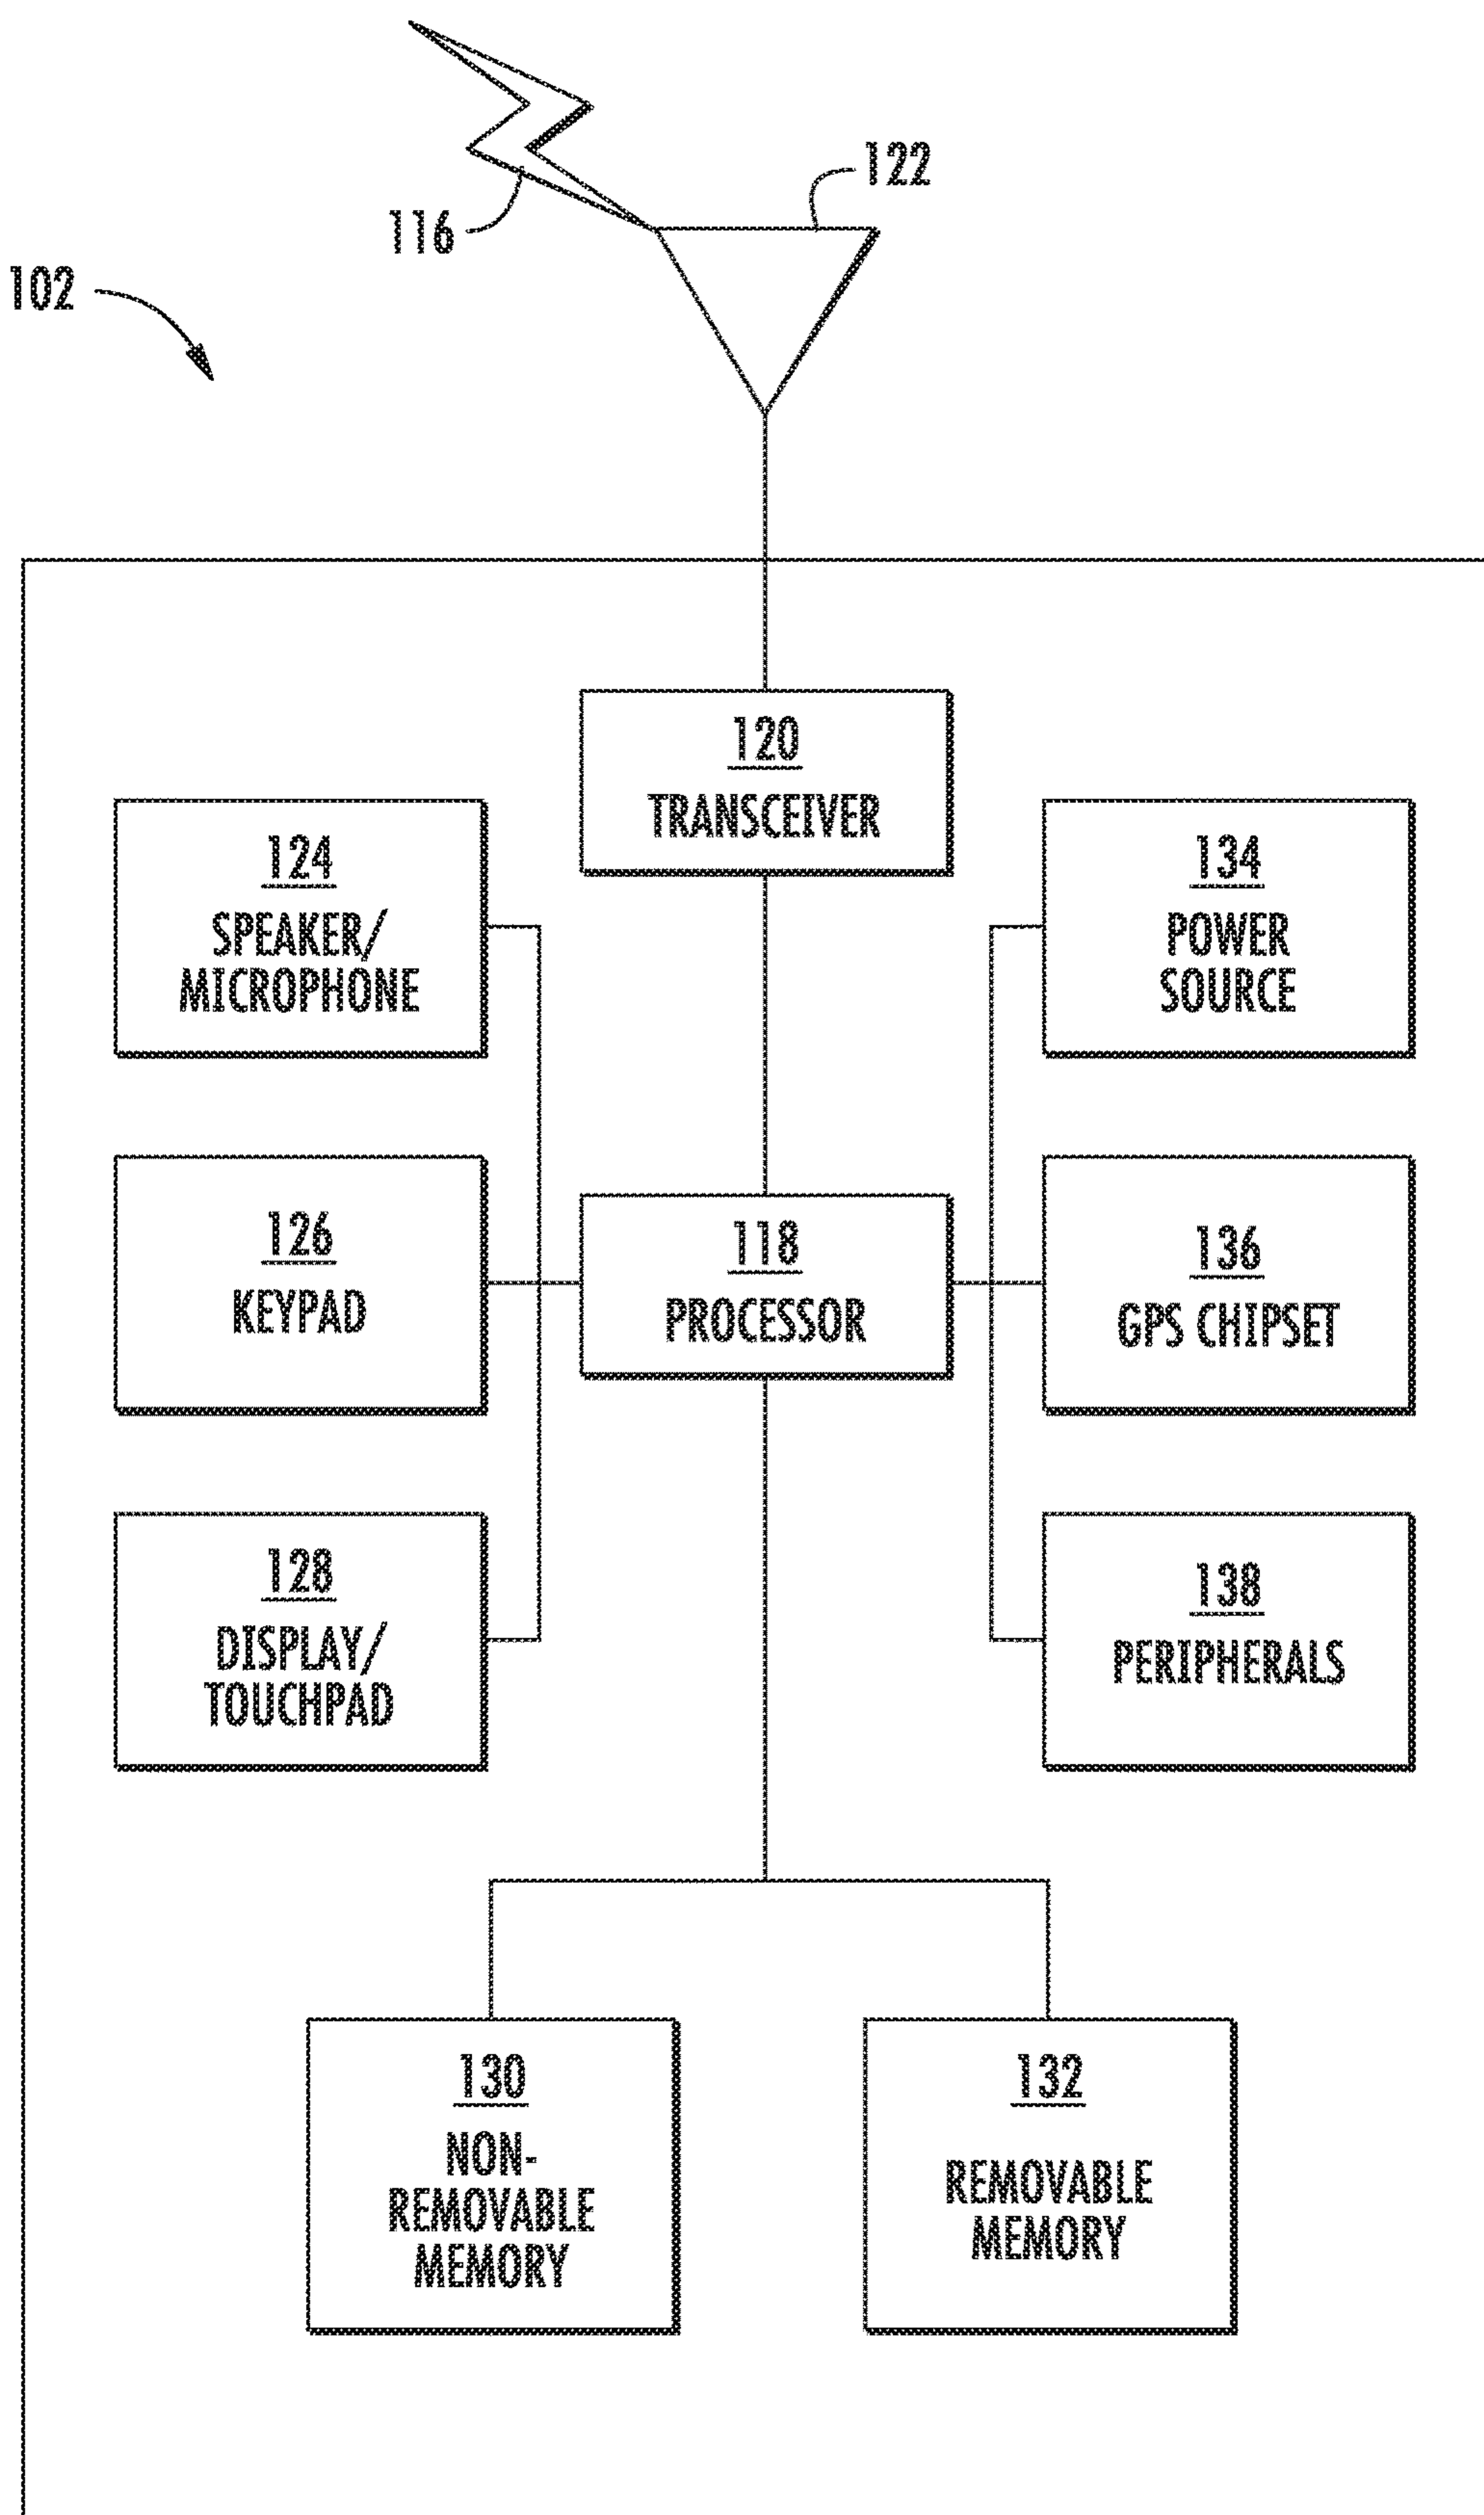 122
116
102
120
TRANSCEIVER
124
SPEAKER/
MICROPHONE
134
POWER
SOURCE
126
KEYPAD
118
PROCESSOR
136
GPS CHIPSET
128
DISPLAY/
TOUCHPAD
138
PERIPHERALS
130
NON-
REMOVABLE
MEMORY
132
REMOVABLE
MEMORY